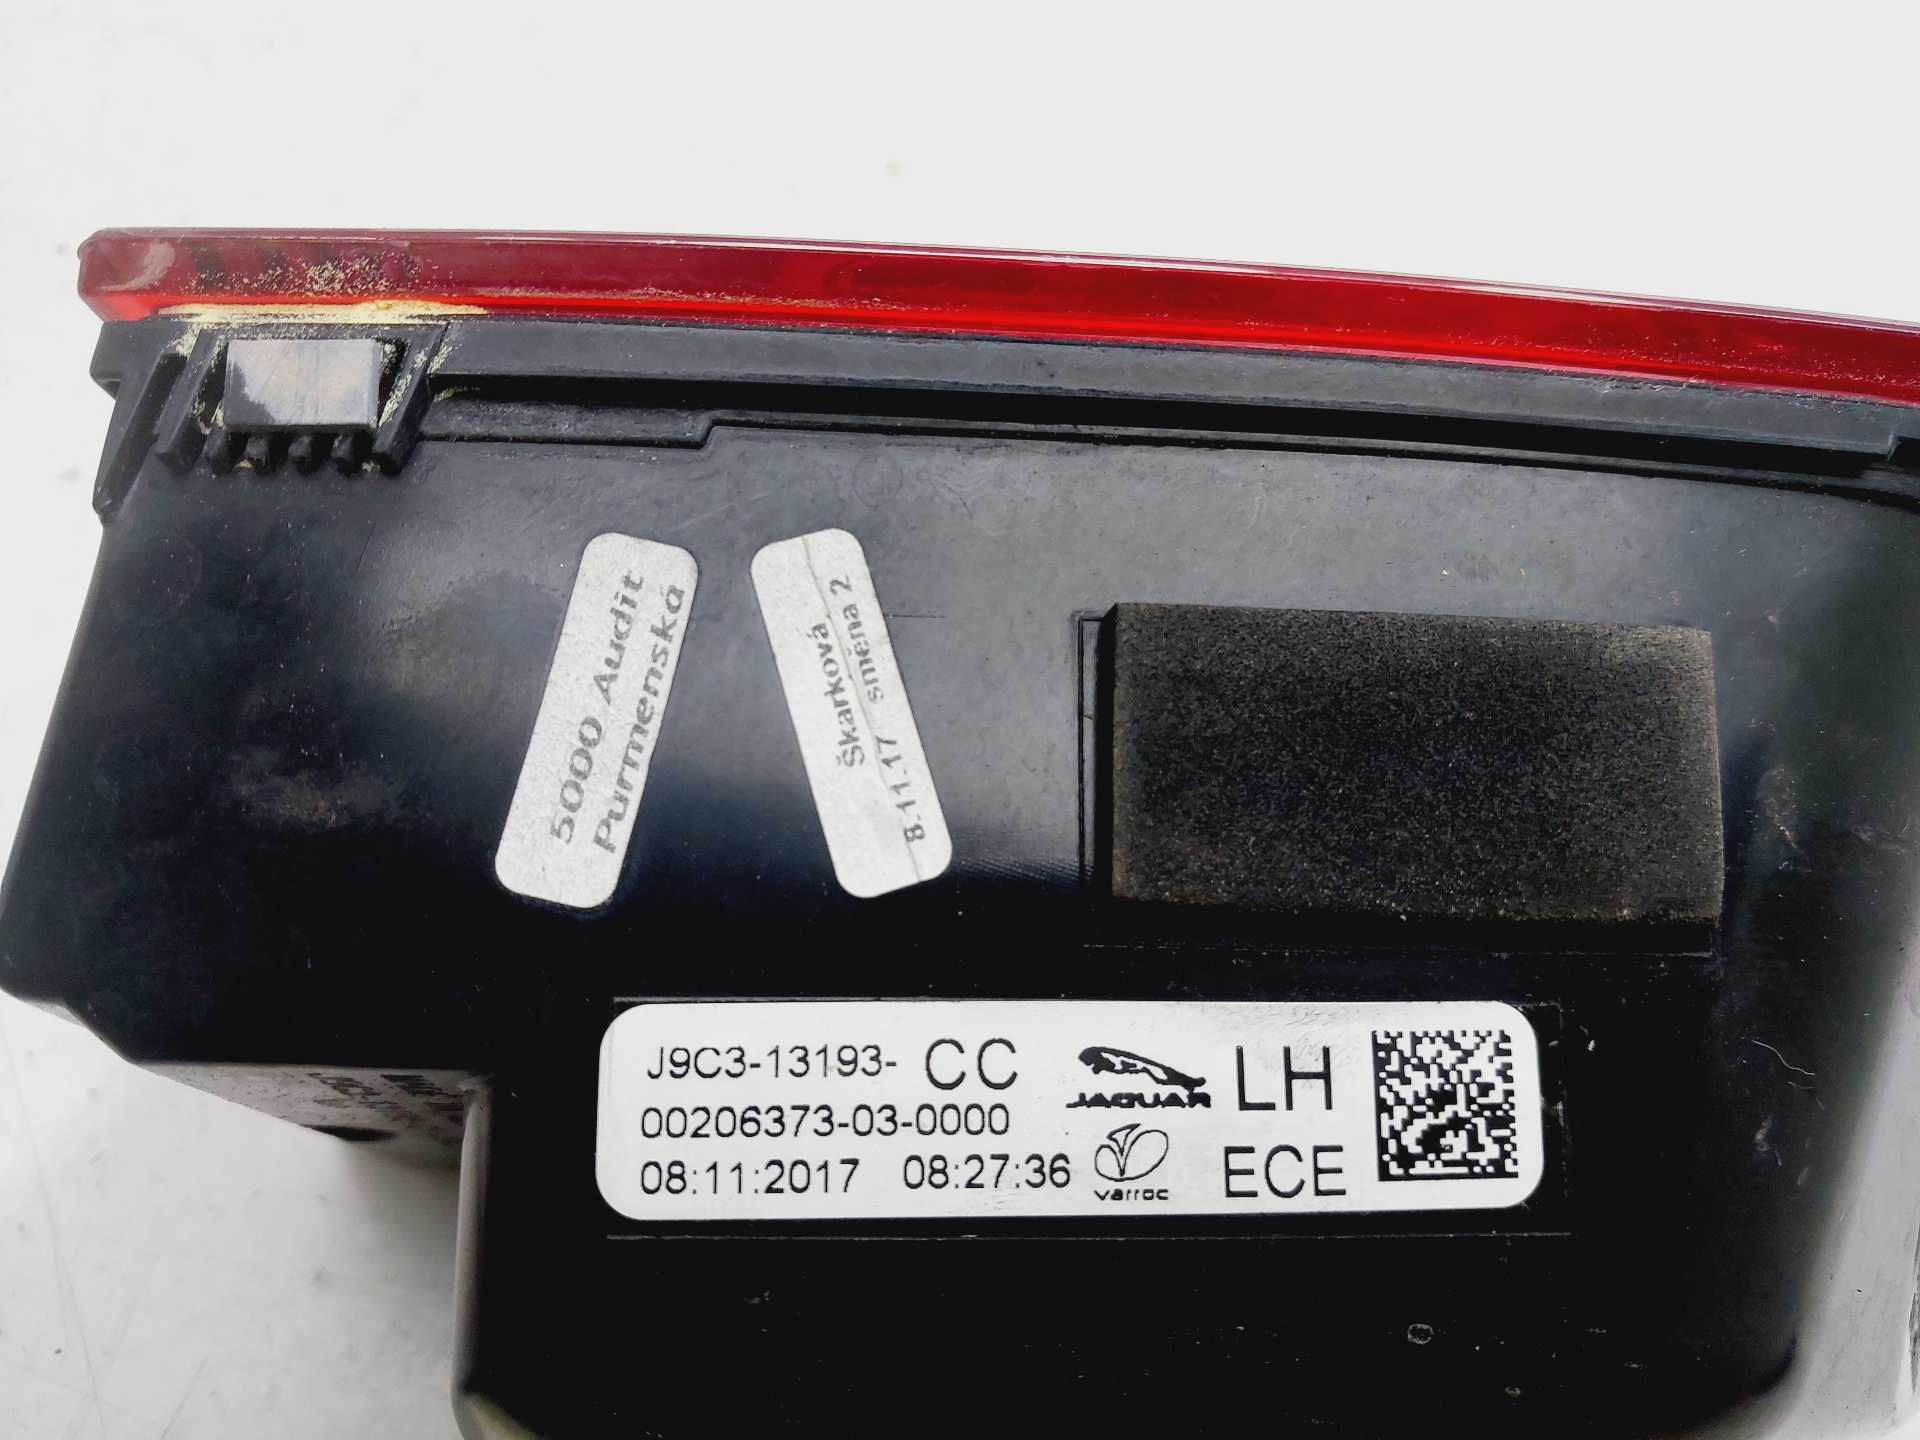 50000 Audit
Purmenská
Škarková
8-11-17 směna 2
J9C3-13193- CC
JAGUAR
LH
00206373-03-0000
08:11:2017 08:27:36
varroc
ECE